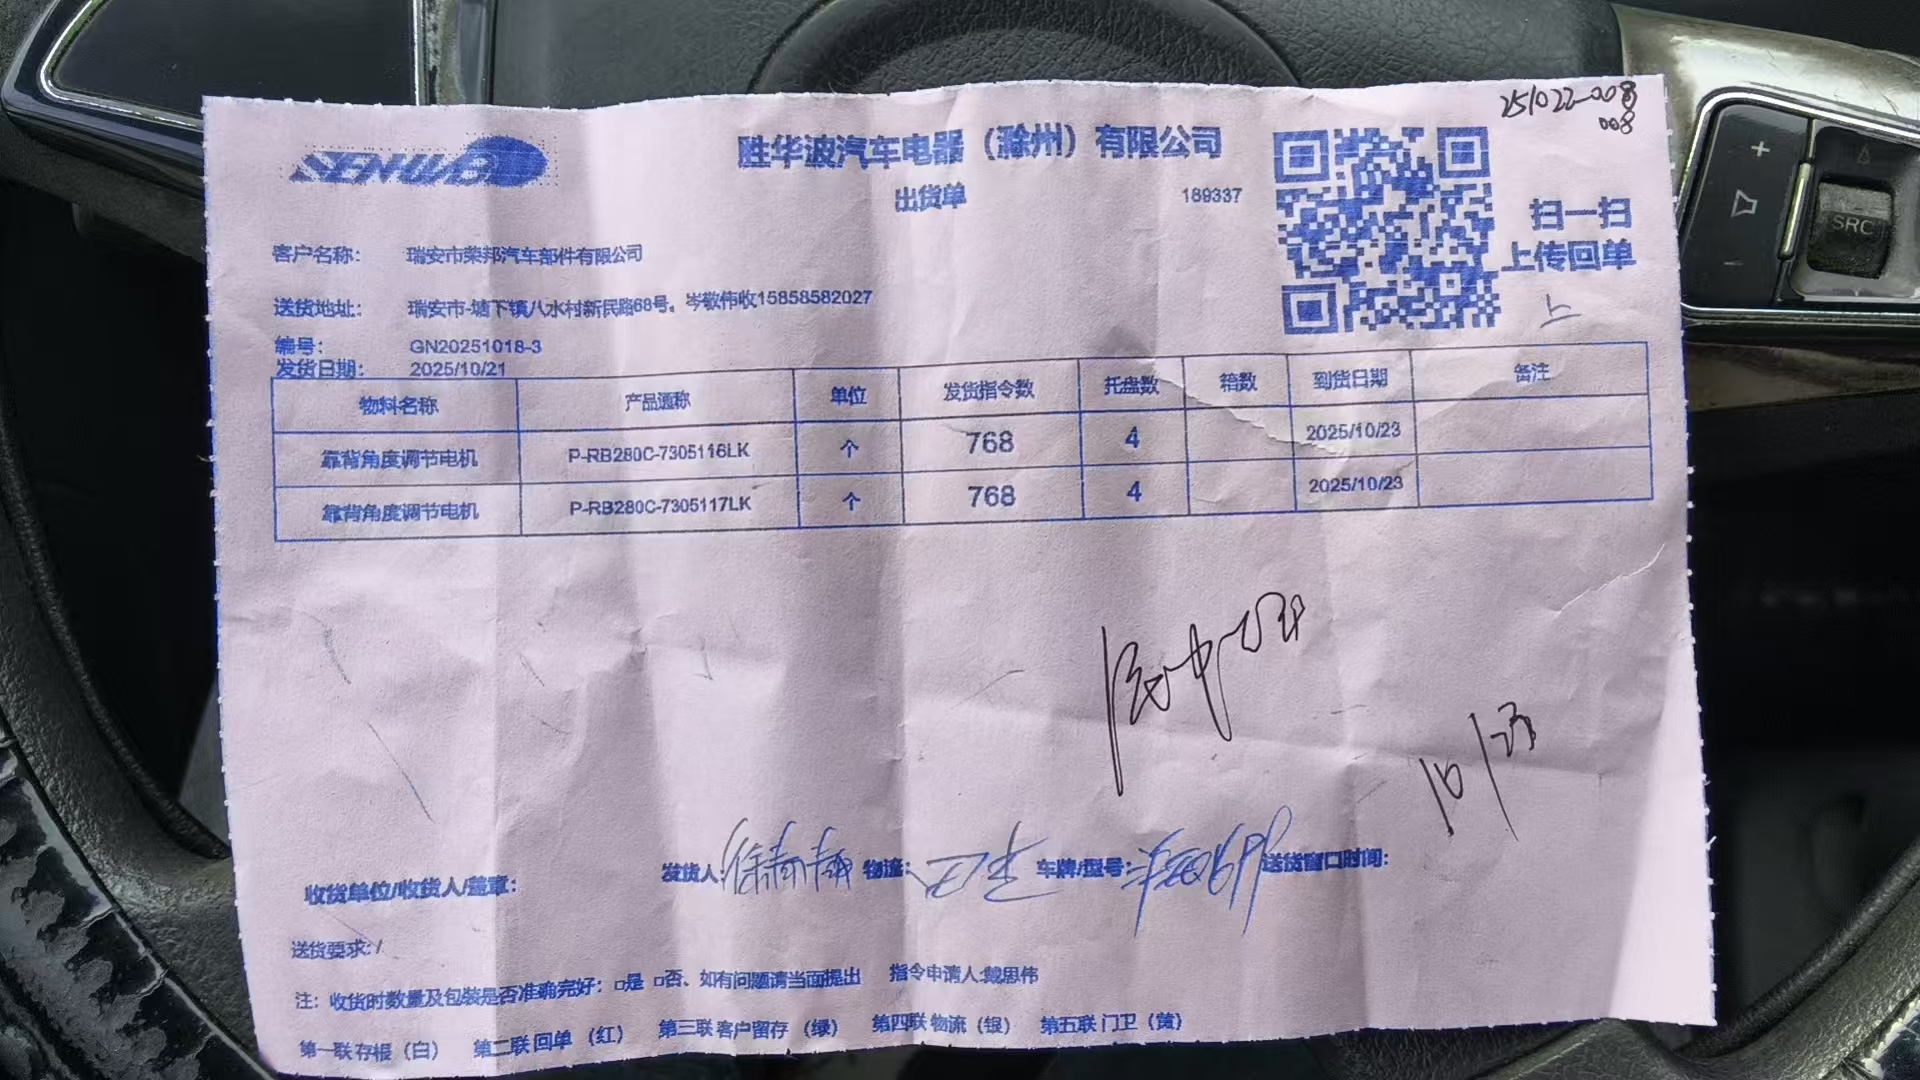 251022-008
008
SENWAB
胜华波汽车电器（滁州）有限公司
出货单
189337
扫一扫
上传回单
客户名称： 瑞安市荣邦汽车部件有限公司
送货地址： 瑞安市-塘下镇八水村新民路68号，岑敬伟收15858582027
编号： GN20251018-3
发货日期： 2025/10/21
物料名称 产品通称 单位 发货指令数 托盘数 箱数 到货日期 备注
靠背角度调节电机 P-RB280C-7305116LK 个 768 4 2025/10/23
靠背角度调节电机 P-RB280C-7305117LK 个 768 4 2025/10/23
10/23
收货单位/收货人/盖章： 发货人： 物流： 车牌/型号： 送货窗口时间：
送货要求：/
注： 收货时数量及包装是否准确完好：□是 □否、如有问题请当面提出 指令申请人:戴思伟
第一联 存根（白） 第二联 回单（红） 第三联 客户留存（绿） 第四联 物流（银） 第五联 门卫（黄）
SRC